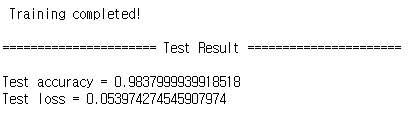 Training completed!
====================== Test Result ======================
Test accuracy = 0.9837999939918518
Test loss = 0.053974274545907974